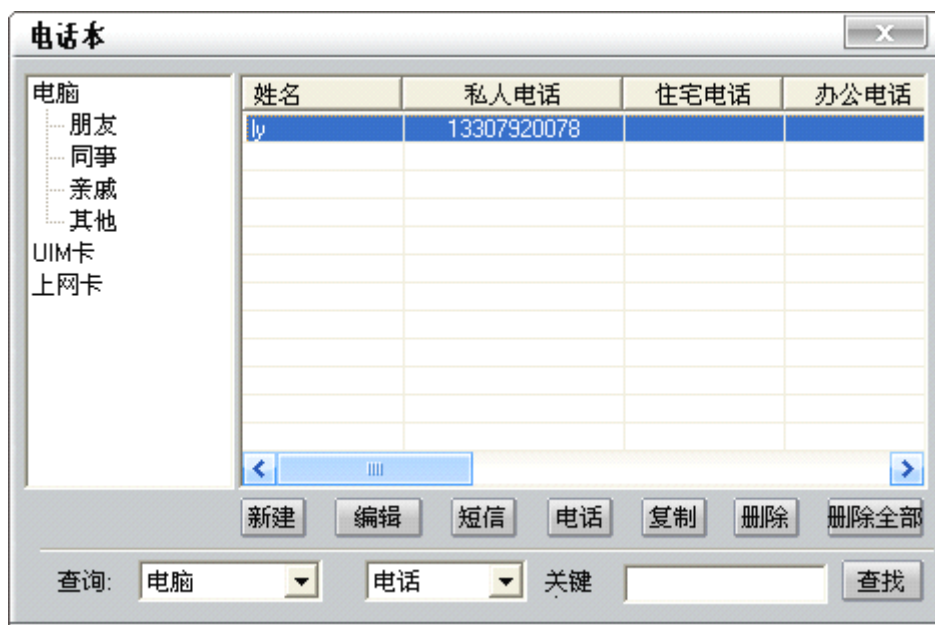 电话本
电脑
朋友
同事
亲戚
其他
UIM卡
上网卡
姓名 私人电话 住宅电话 办公电话
ly 13307920078
新建 编辑 短信 电话 复制 删除 删除全部
查询: 电脑 电话 关键 查找